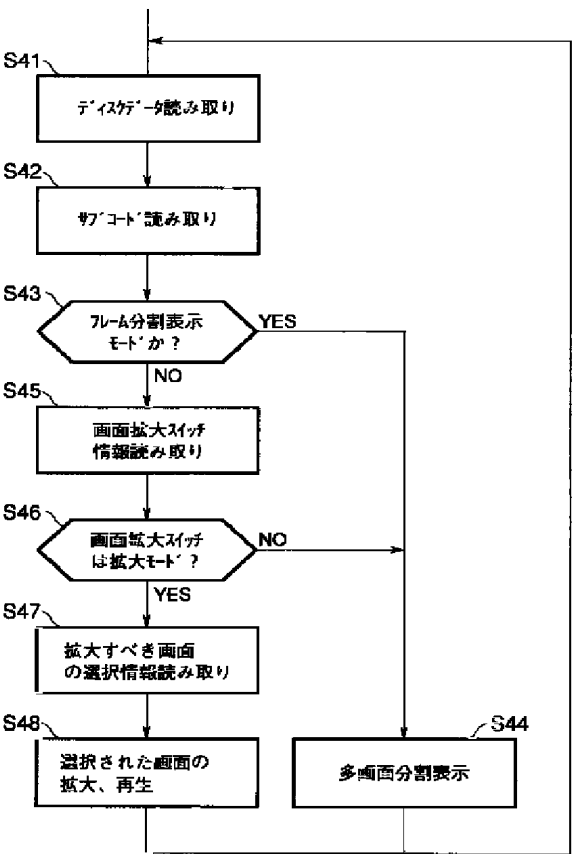 S41
ディスクデータ読み取り
S42
サブコード読み取り
S43
フレーム分割表示
モードか？
YES
NO
S45
画面拡大スイッチ
情報読み取り
S46
画面拡大スイッチ
は拡大モード？
NO
YES
S47
拡大すべき画面
の選択情報読み取り
S48
選択された画面の
拡大、再生
S44
多画面分割表示